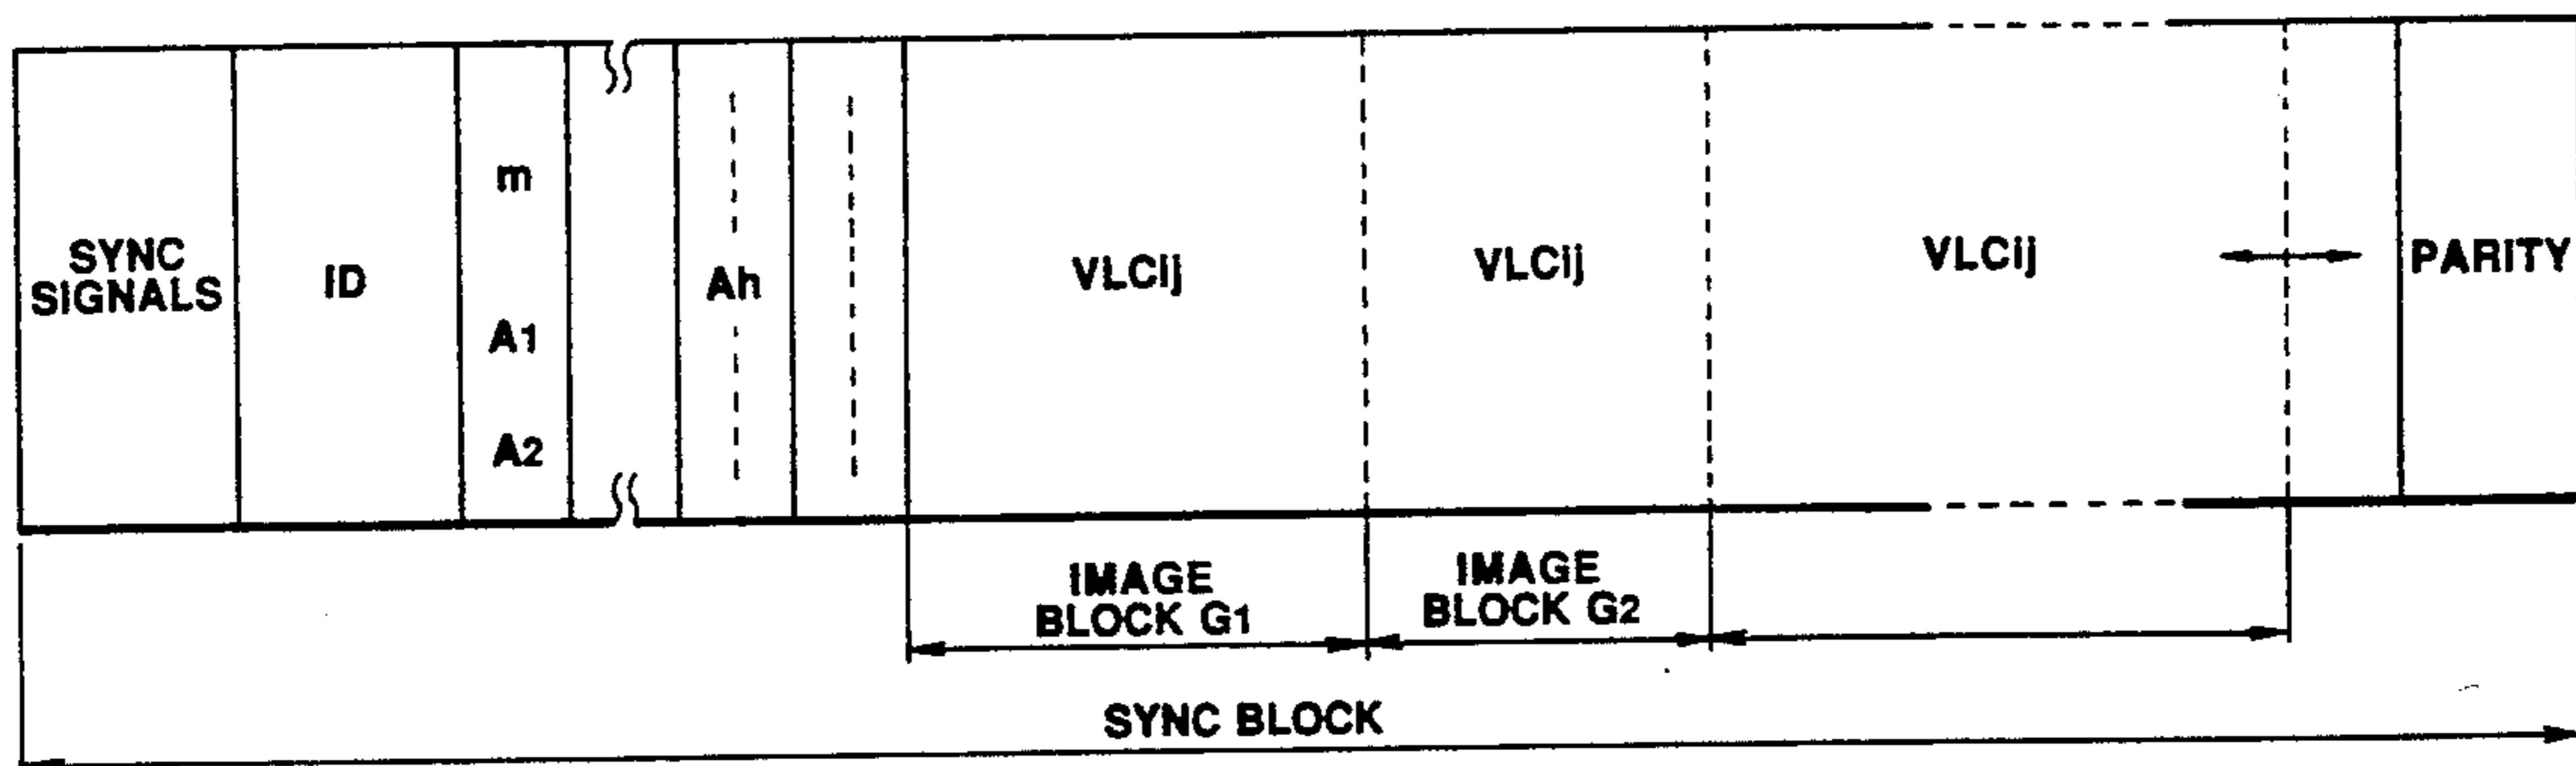 SYNC
SIGNALS
ID
m
A1
A2
Ah
VLCij
VLCij
VLCij
PARITY
IMAGE
BLOCK G1
IMAGE
BLOCK G2
SYNC BLOCK